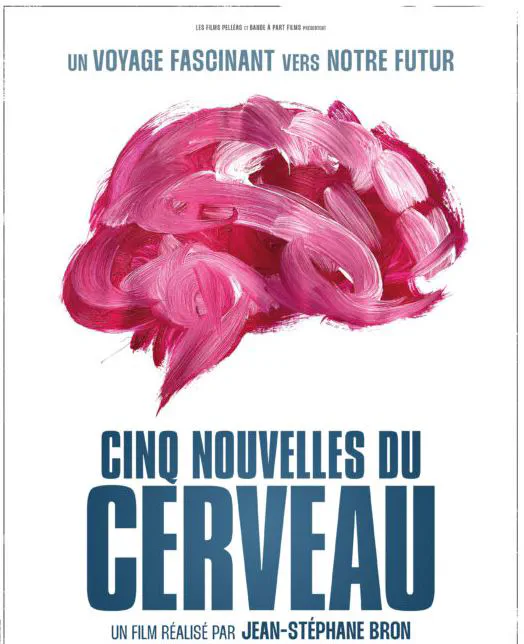 LES FILMS PELLÉAS ET BANDE À PART FILMS PRÉSENTENT
UN VOYAGE FASCINANT VERS NOTRE FUTUR
CINQ NOUVELLES DU
CERVEAU
UN FILM RÉALISÉ PAR JEAN-STÉPHANE BRON